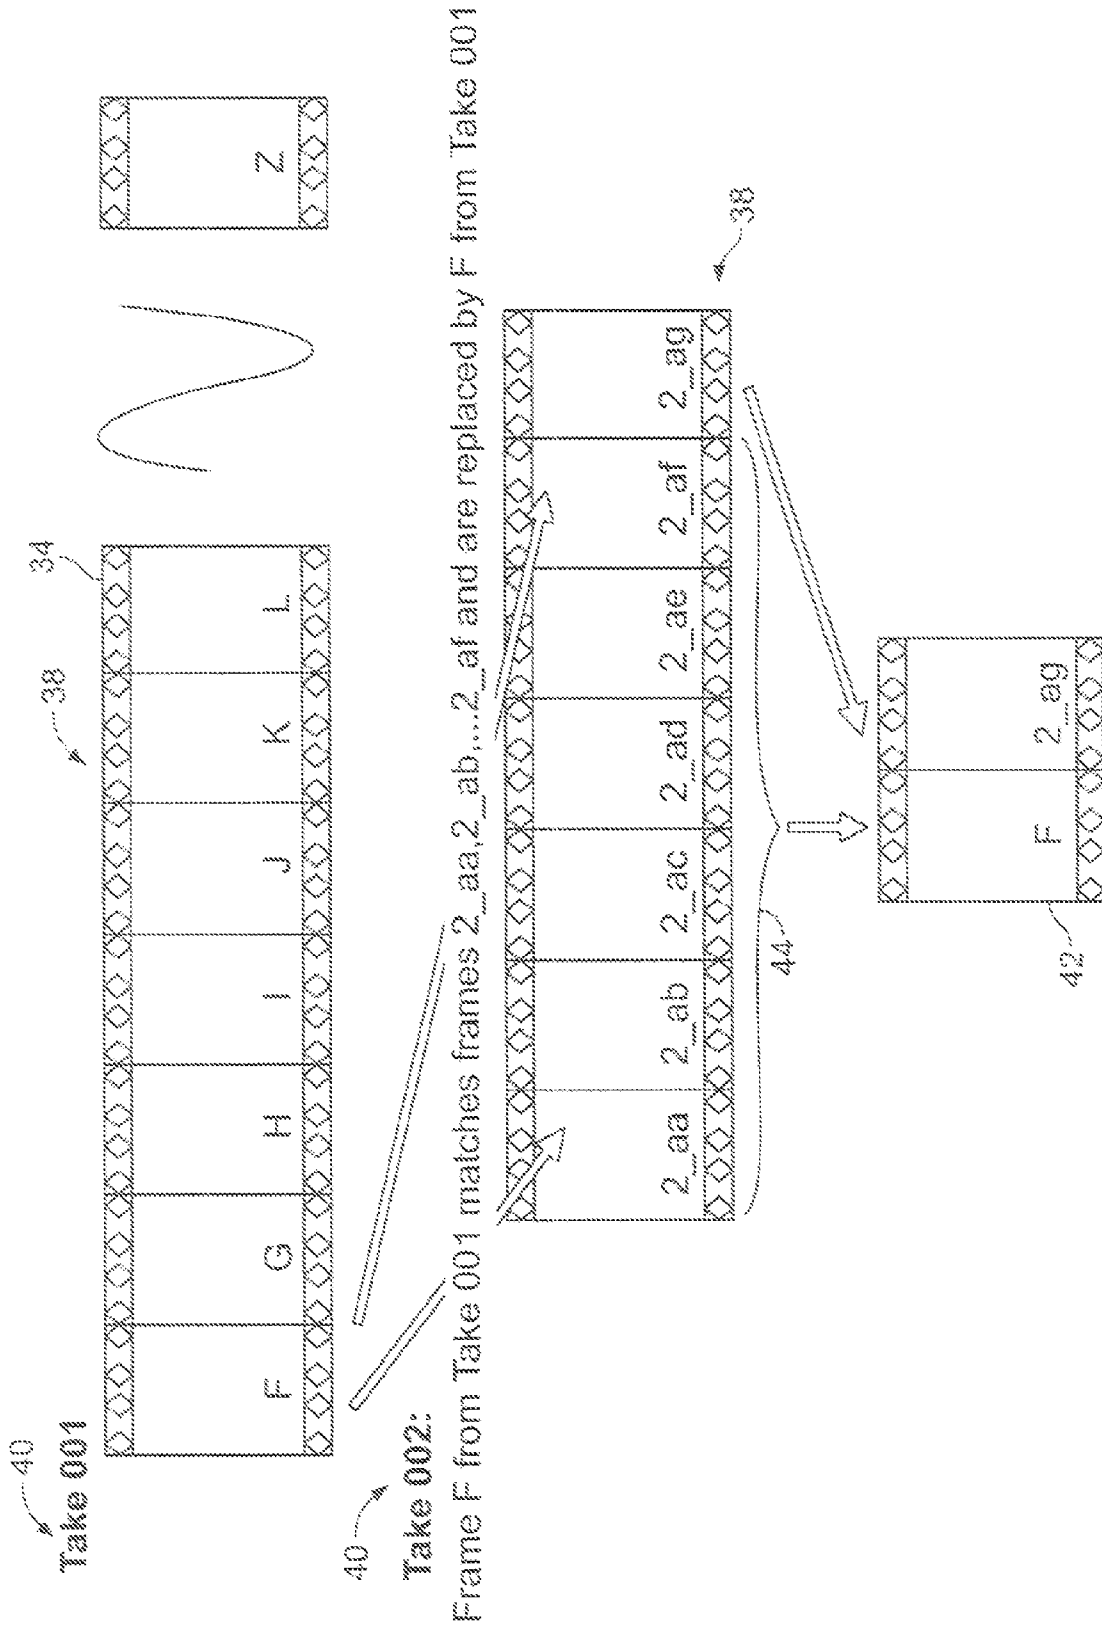 40
Take 001
38
34
F G H I J K L Z
40
Take 002:
Frame F from Take 001 matches frames 2_aa,2_ab,...2_af and are replaced by F from Take 001
2_aa 2_ab 2_ac 2_ad 2_ae 2_af 2_ag
38
44
F 2_ag
42